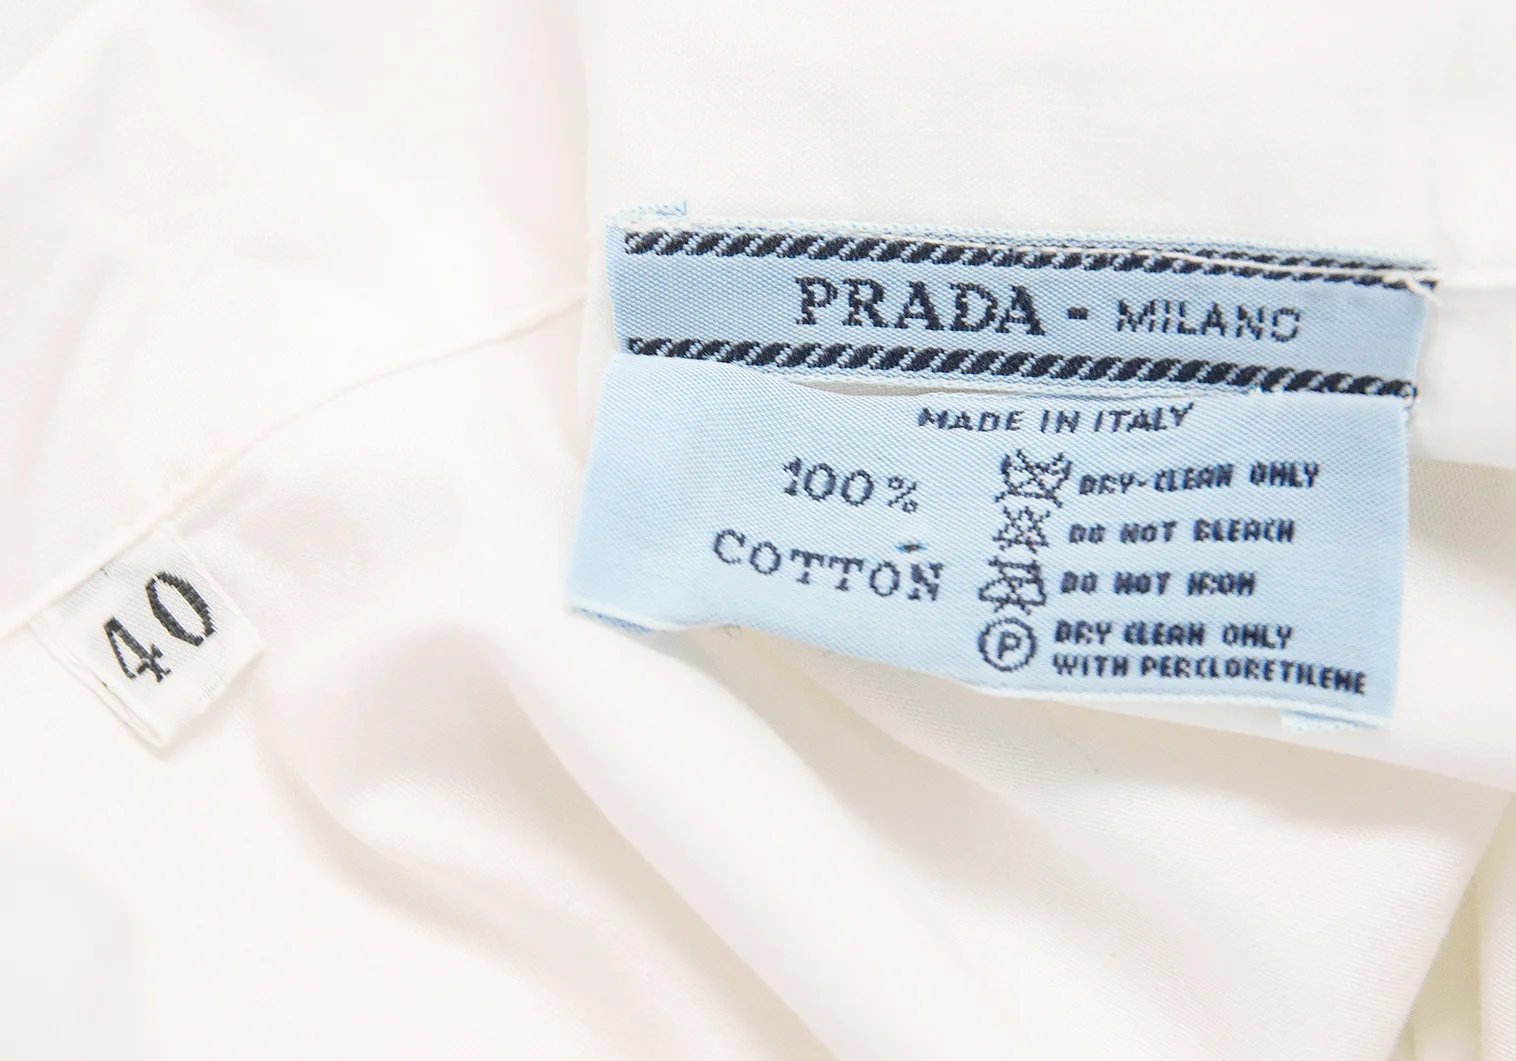 PRADA - MILANO
MADE IN ITALY
100%
COTTON
DRY-CLEAN ONLY
DO NOT BLEACH
DO NOT IRON
P DRY CLEAN ONLY
WITH PERCLORETILENE
40